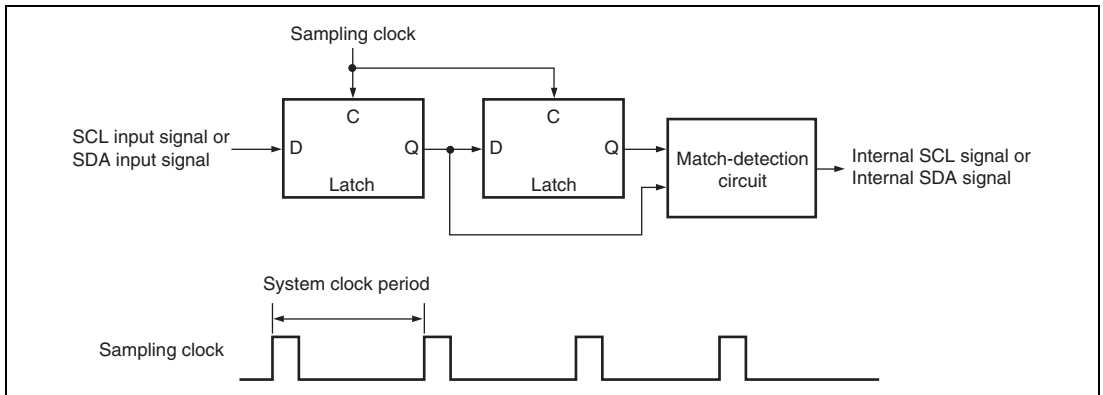 Sampling clock
C
C
SCL input signal or
SDA input signal
D
Q
D
Q
Latch
Latch
Match-detection
circuit
Internal SCL signal or
Internal SDA signal
System clock period
Sampling clock